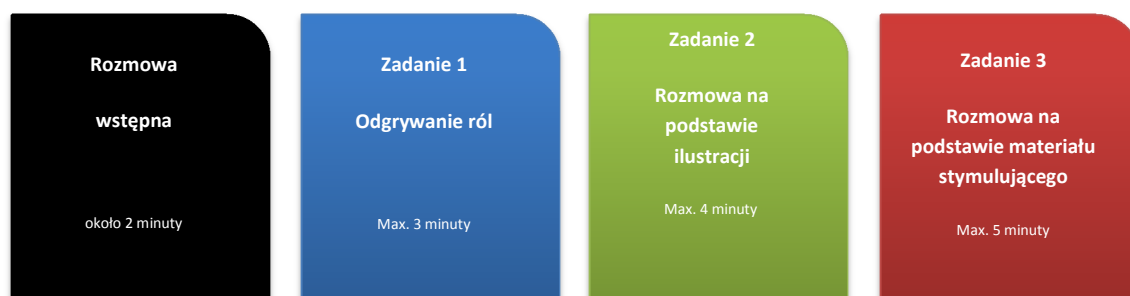 Rozmowa
wstępna
około 2 minuty
Zadanie 1
Odgrywanie ról
Max. 3 minuty
Zadanie 2
Rozmowa na
podstawie
ilustracji
Max. 4 minuty
Zadanie 3
Rozmowa na
podstawie materiału
stymulującego
Max. 5 minuty